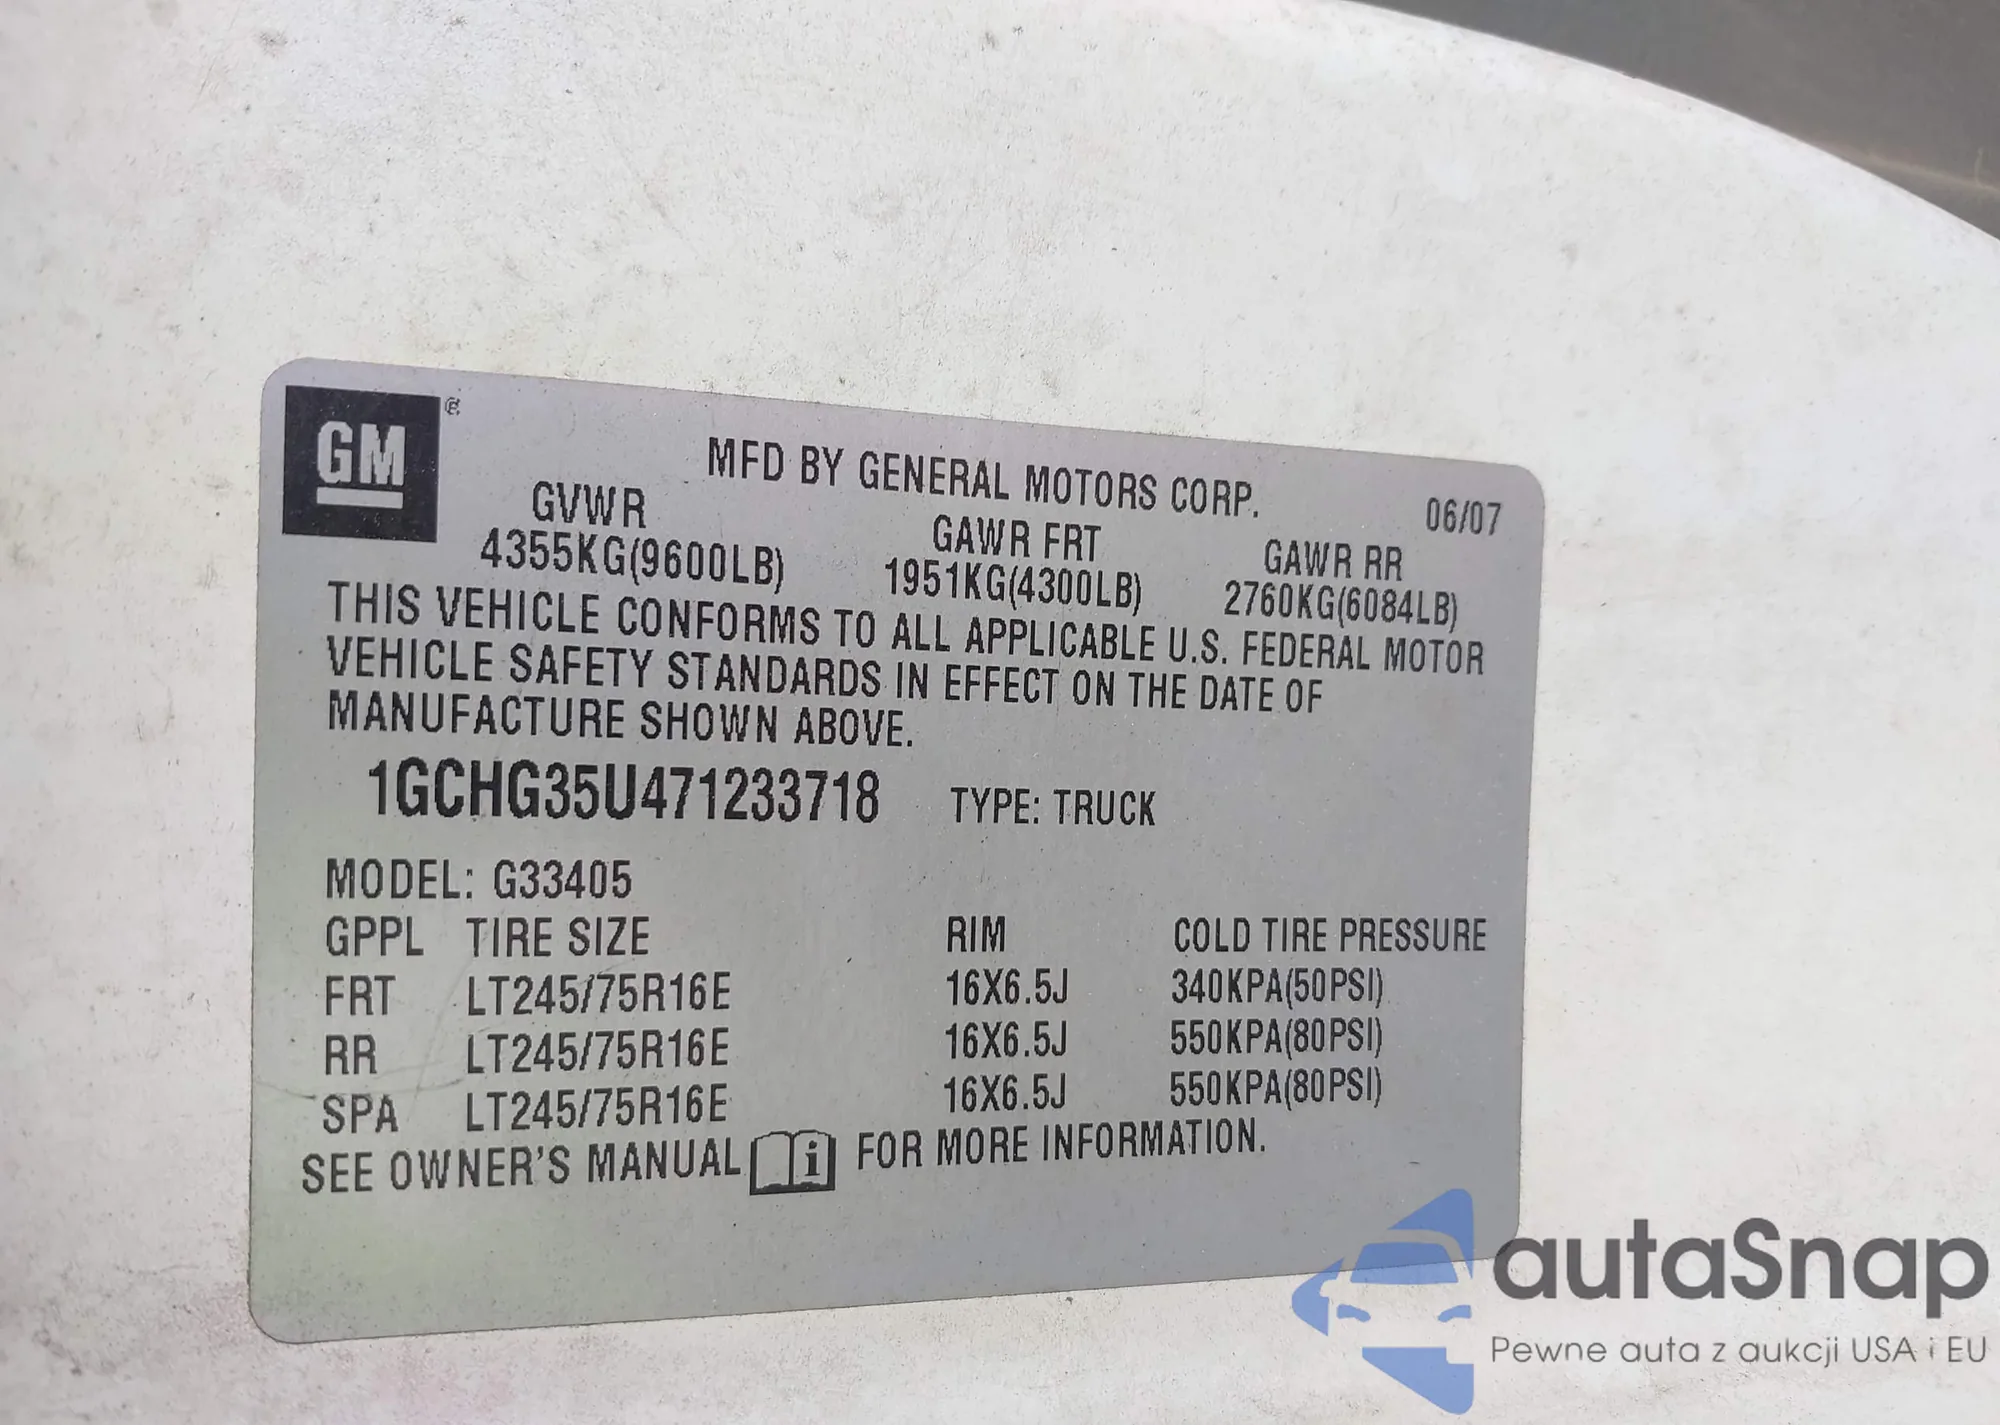 GM®
MFD BY GENERAL MOTORS CORP. 06/07
GVWR GAWR FRT GAWR RR
4355KG(9600LB) 1951KG(4300LB) 2760KG(6084LB)
THIS VEHICLE CONFORMS TO ALL APPLICABLE U.S. FEDERAL MOTOR
VEHICLE SAFETY STANDARDS IN EFFECT ON THE DATE OF
MANUFACTURE SHOWN ABOVE.
1GCHG35U471233718 TYPE: TRUCK
MODEL: G33405
GPPL TIRE SIZE RIM COLD TIRE PRESSURE
FRT LT245/75R16E 16X6.5J 340KPA(50PSI)
RR LT245/75R16E 16X6.5J 550KPA(80PSI)
SPA LT245/75R16E 16X6.5J 550KPA(80PSI)
SEE OWNER'S MANUAL i FOR MORE INFORMATION.
autaSnap
Pewne auta z aukcji USA i EU